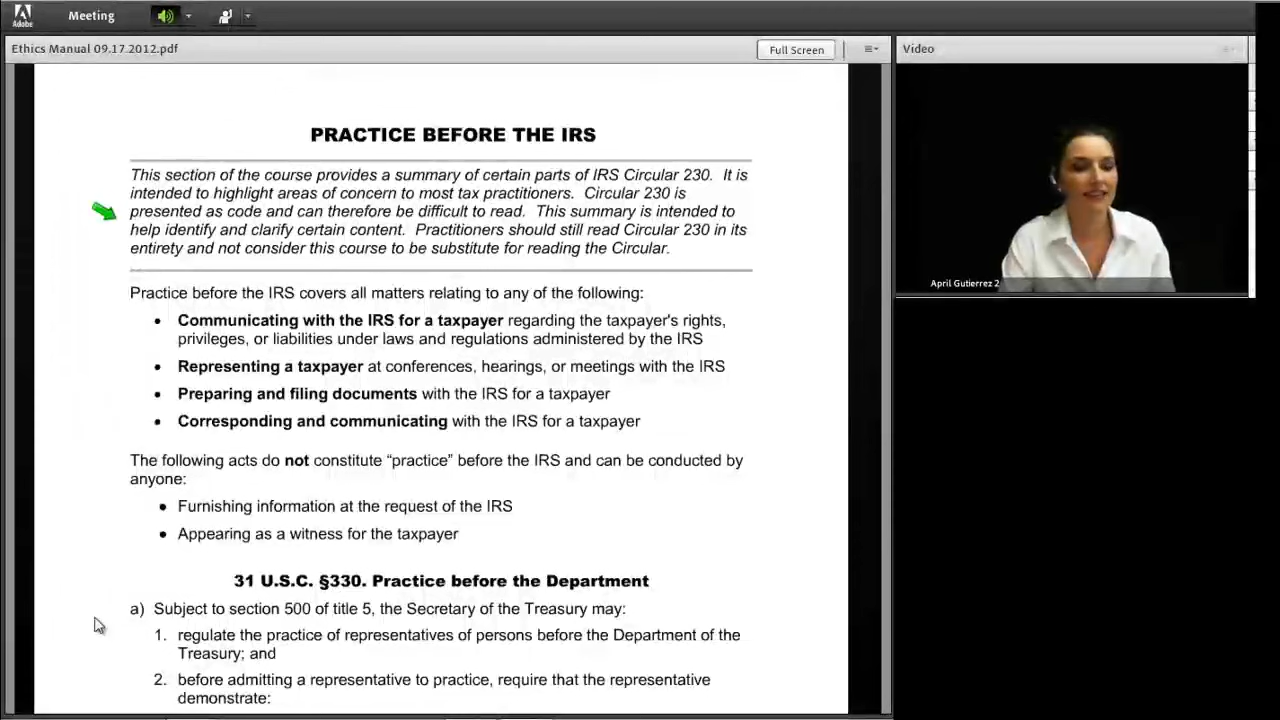 Meeting
Ethics Manual 09.17.2012.pdf
Full Screen
Video
PRACTICE BEFORE THE IRS
This section of the course provides a summary of certain parts of IRS Circular 230. It is
intended to highlight areas of concern to most tax practitioners. Circular 230 is
presented as code and can therefore be difficult to read. This summary is intended to
help identify and clarify certain content. Practitioners should still read Circular 230 in its
entirety and not consider this course to be substitute for reading the Circular.
Practice before the IRS covers all matters relating to any of the following:
• Communicating with the IRS for a taxpayer regarding the taxpayer's rights,
privileges, or liabilities under laws and regulations administered by the IRS
• Representing a taxpayer at conferences, hearings, or meetings with the IRS
• Preparing and filing documents with the IRS for a taxpayer
• Corresponding and communicating with the IRS for a taxpayer
The following acts do not constitute “practice” before the IRS and can be conducted by
anyone:
• Furnishing information at the request of the IRS
• Appearing as a witness for the taxpayer
31 U.S.C. §330. Practice before the Department
a) Subject to section 500 of title 5, the Secretary of the Treasury may:
1. regulate the practice of representatives of persons before the Department of the
Treasury; and
2. before admitting a representative to practice, require that the representative
demonstrate:
April Gutierrez 2